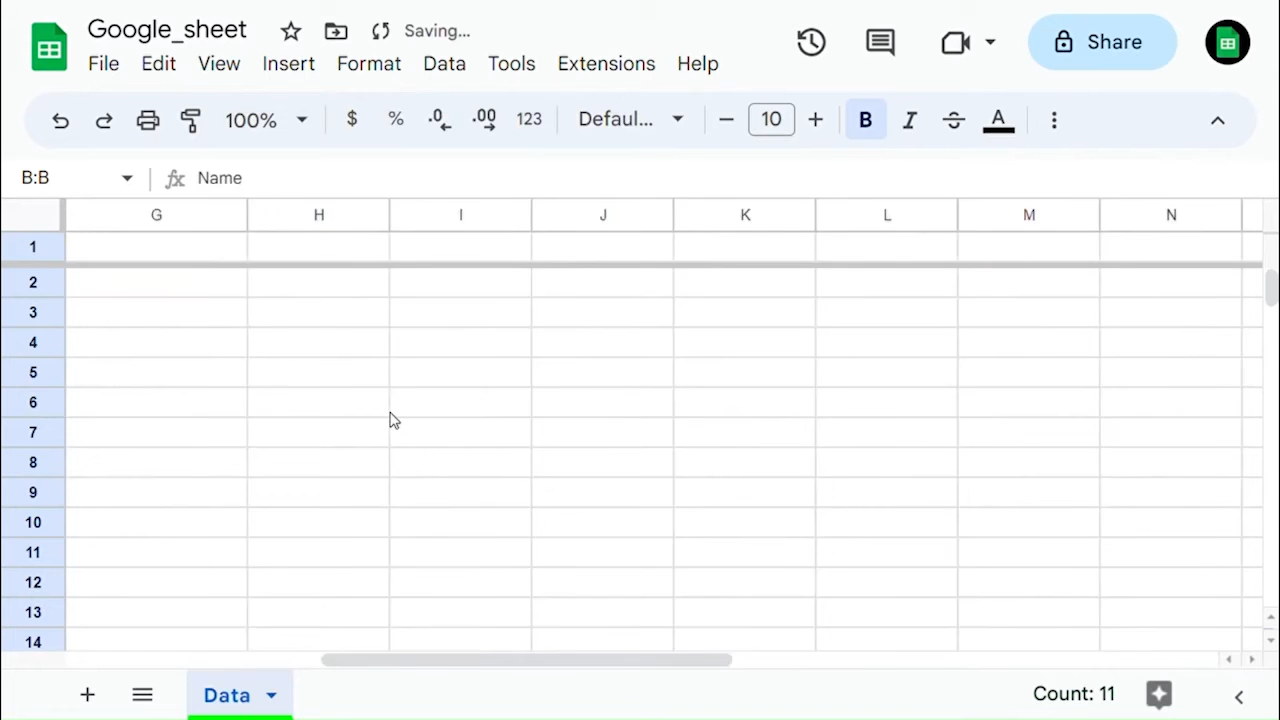 Google_sheet Saving...
File Edit View Insert Format Data Tools Extensions Help
Share
100% $ % .0 .00 123 Defaul... 10 B I S A
B:B fx Name
G H I J K L M N
1
2
3
4
5
6
7
8
9
10
11
12
13
14
Data Count: 11